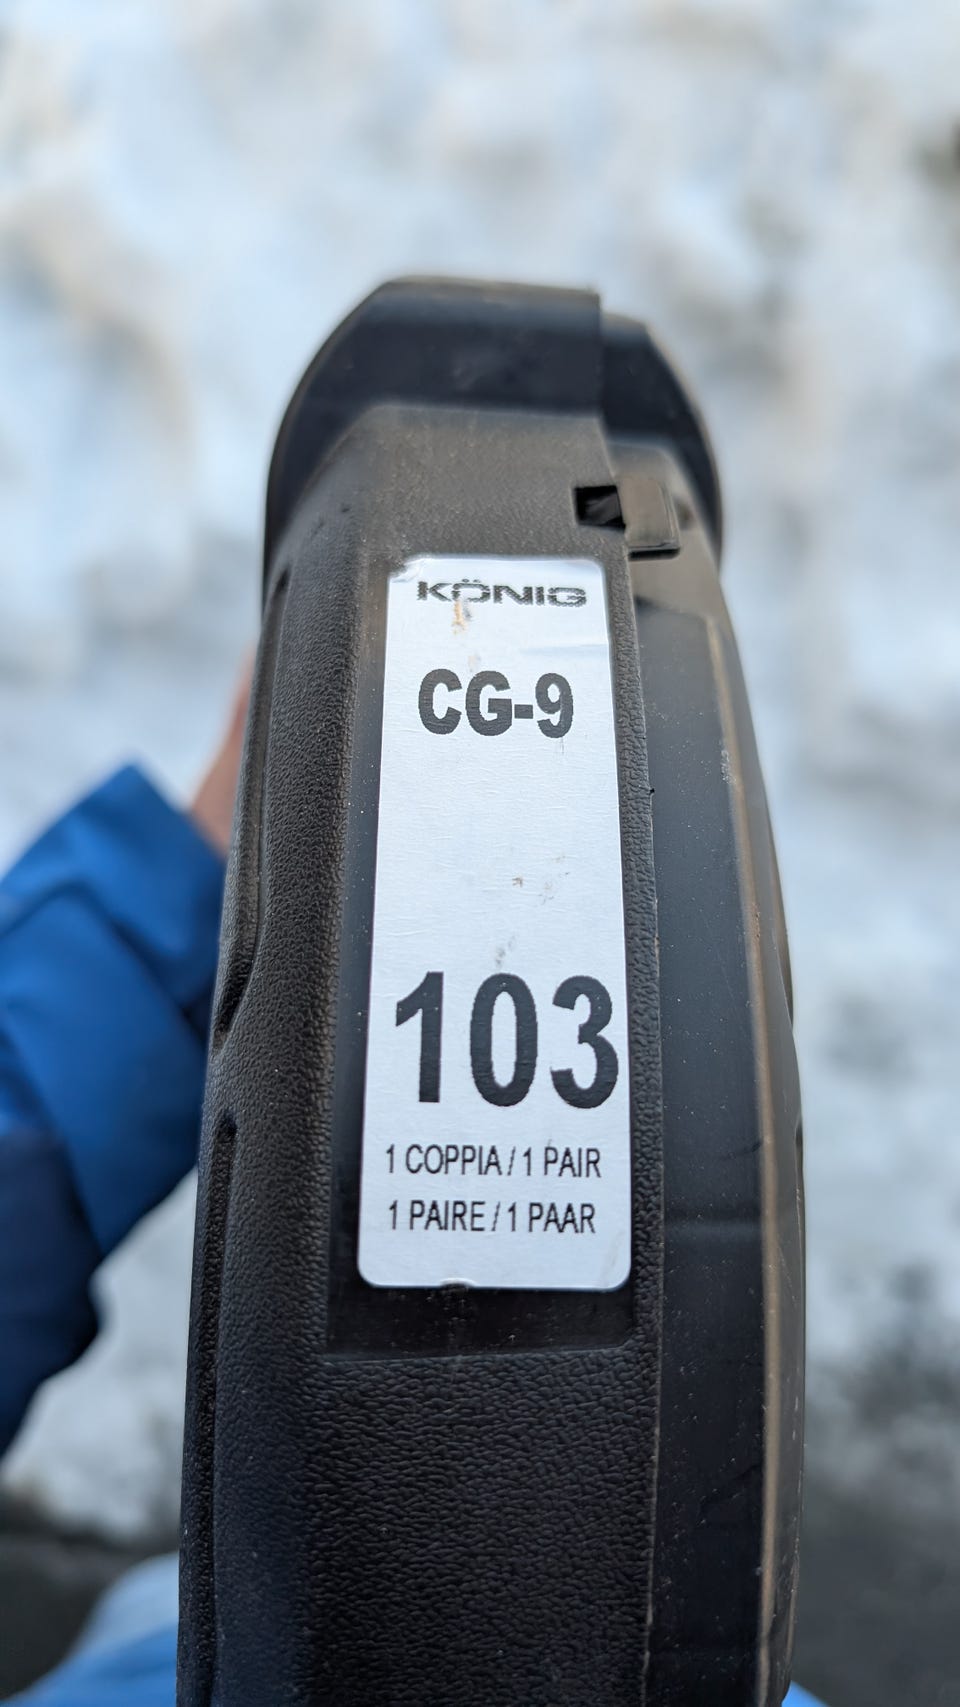 KÖNIG
CG-9
103
1 COPPIA / 1 PAIR
1 PAIRE / 1 PAAR